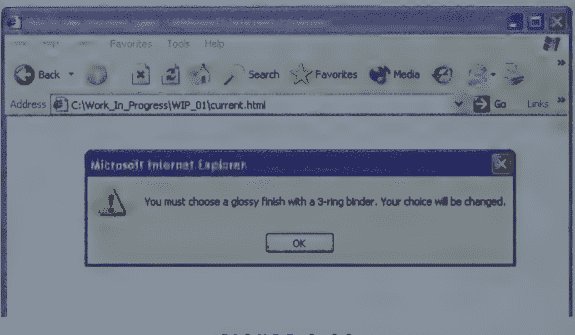 Favorites Tools Help
Back Search Favorites Media
Address C:\Work_In_Progress\WIP_01\current.html Go Links
Microsoft Internet Explorer
You must choose a glossy finish with a 3-ring binder. Your choice will be changed.
OK